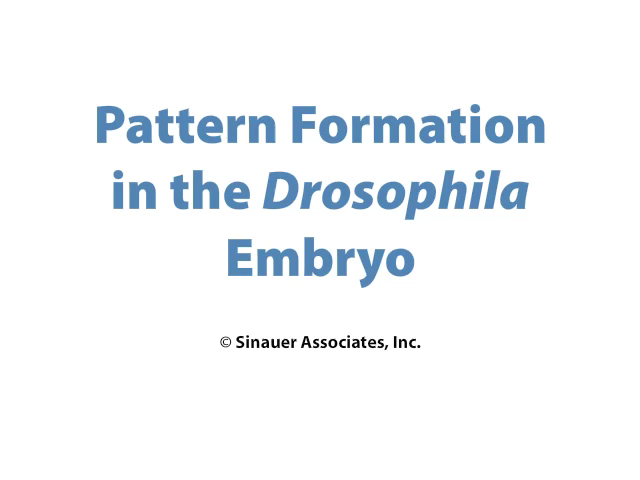 Pattern Formation
in the Drosophila
Embryo
© Sinauer Associates, Inc.